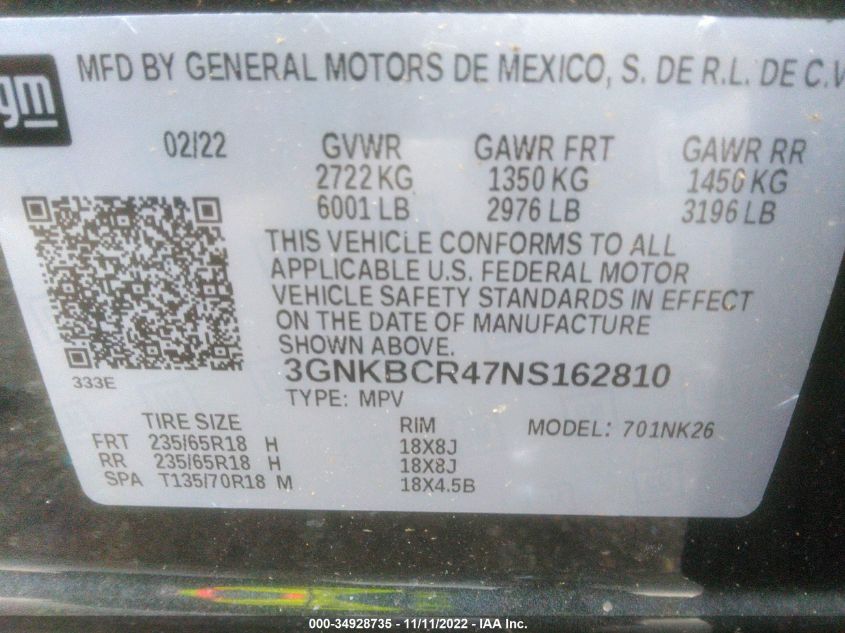 gm
MFD BY GENERAL MOTORS DE MEXICO, S. DE R.L. DE C.V
02/22 GVWR GAWR FRT GAWR RR
2722 KG 1350 KG 1450 KG
6001 LB 2976 LB 3196 LB
THIS VEHICLE CONFORMS TO ALL
APPLICABLE U.S. FEDERAL MOTOR
VEHICLE SAFETY STANDARDS IN EFFECT
ON THE DATE OF MANUFACTURE
SHOWN ABOVE.
333E
3GNKBCR47NS162810
TYPE: MPV
TIRE SIZE RIM MODEL: 701NK26
FRT 235/65R18 H 18X8J
RR 235/65R18 H 18X8J
SPA T135/70R18 M 18X4.5B
000-34928735 - 11/11/2022 - IAA Inc.